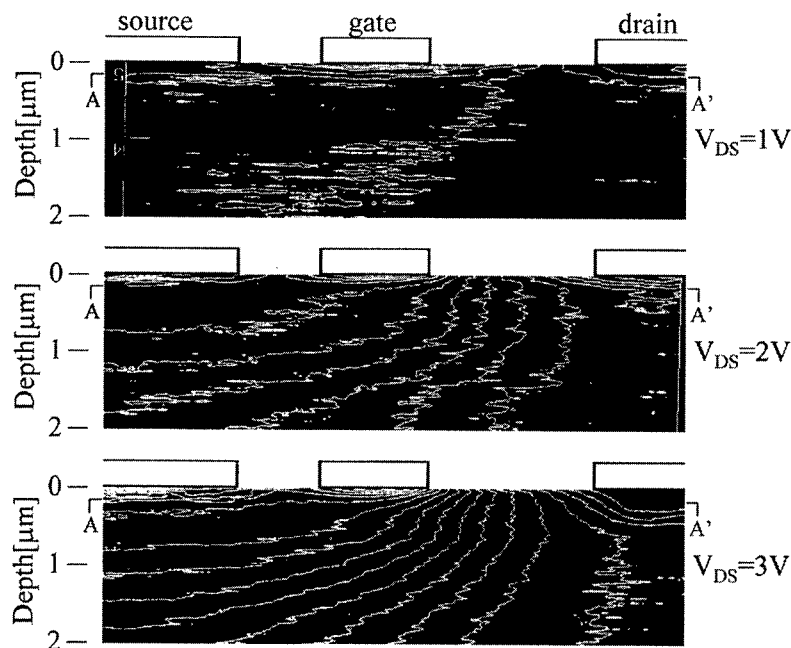 source gate drain
0
A A'
1
Depth[μm]
V_DS=1V
2
0
A A'
1
Depth[μm]
V_DS=2V
2
0
A A'
1
Depth[μm]
V_DS=3V
2